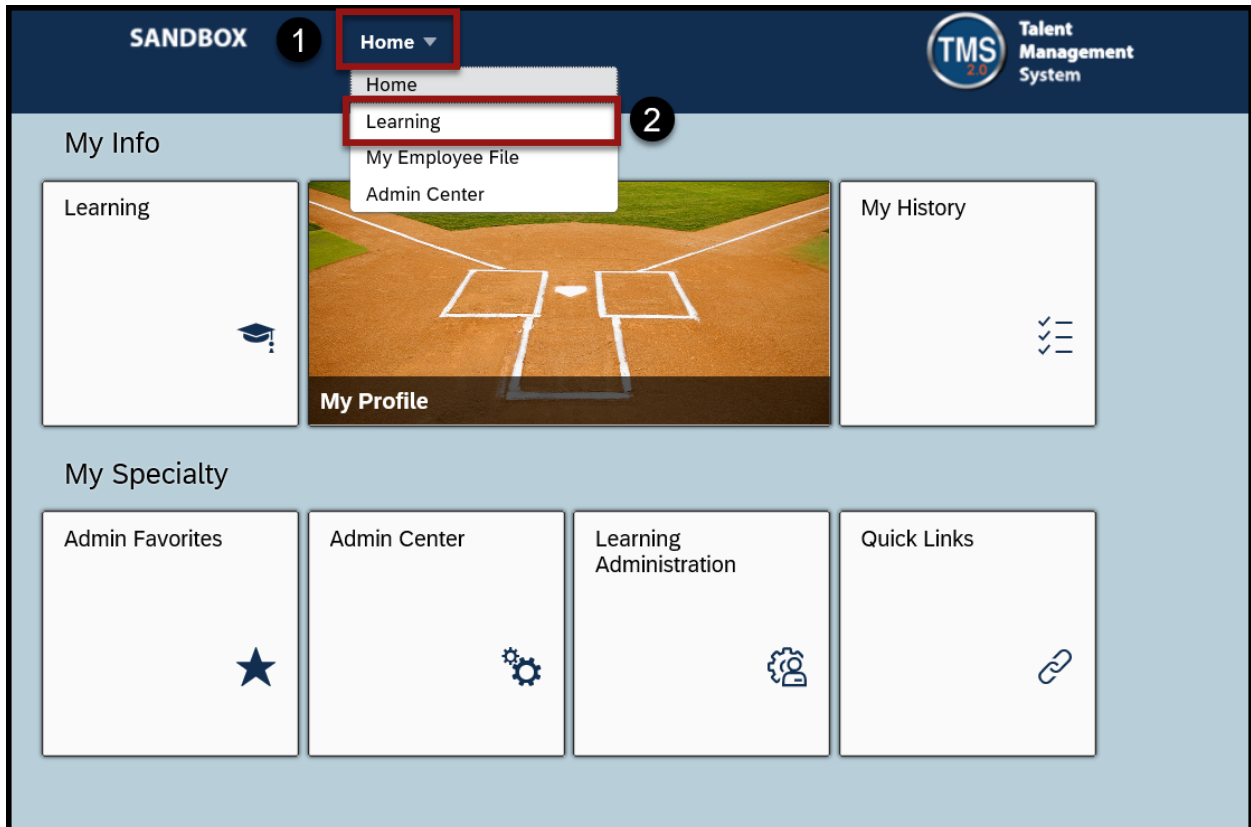 SANDBOX
1
Home
TMS
2.0
Talent
Management
System
Home
Learning
2
My Employee File
Admin Center
My Info
Learning
My Profile
My History
My Specialty
Admin Favorites
Admin Center
Learning
Administration
Quick Links